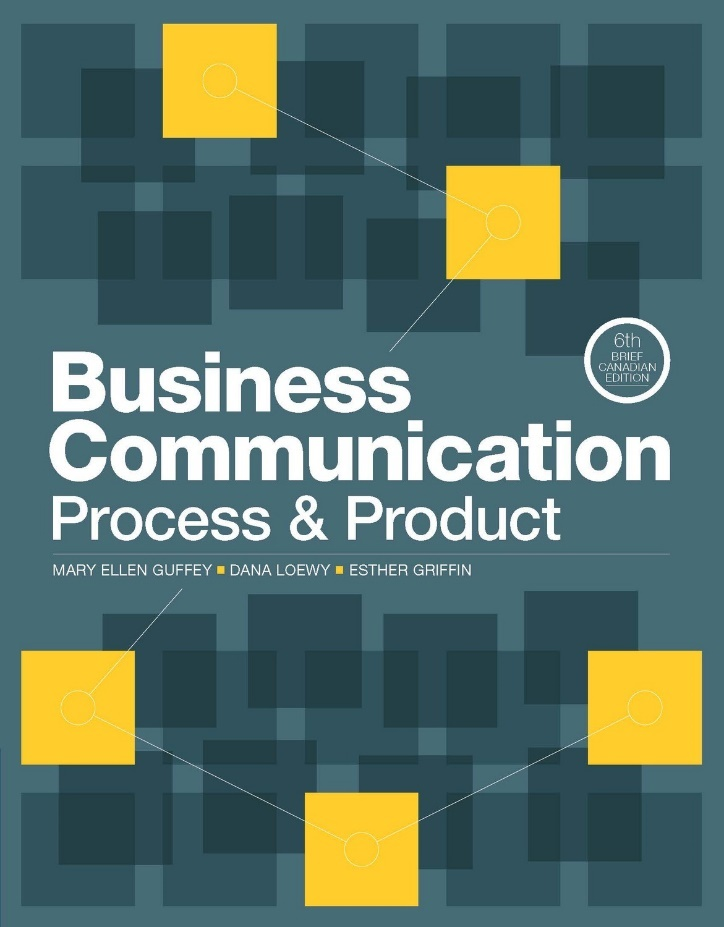 6th
BRIEF
CANADIAN
EDITION
Business
Communication
Process & Product
MARY ELLEN GUFFEY ■ DANA LOEWY ■ ESTHER GRIFFIN